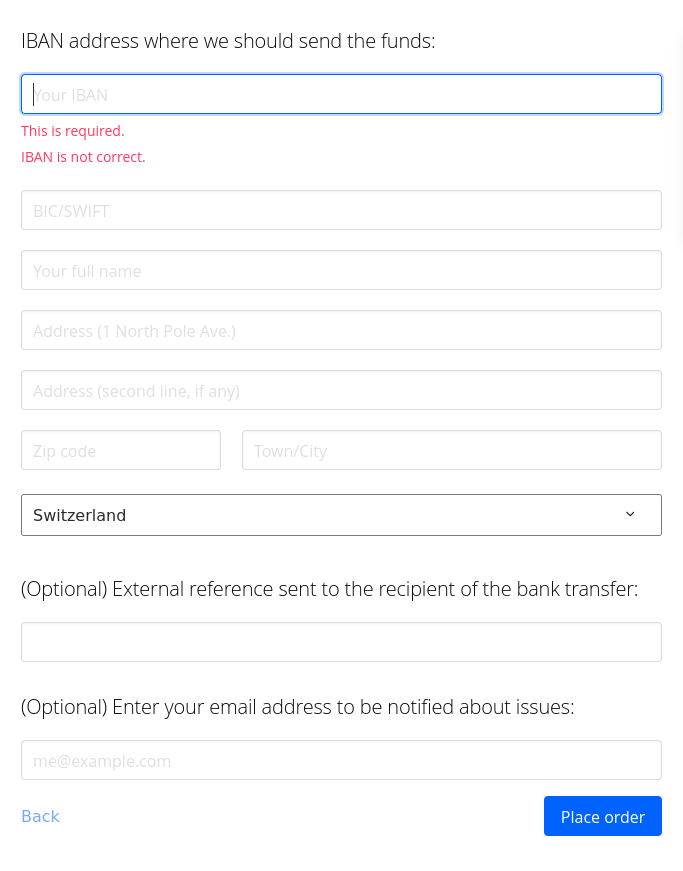 IBAN address where we should send the funds:
Your IBAN
This is required.
IBAN is not correct.
BIC/SWIFT
Your full name
Address (1 North Pole Ave.)
Address (second line, if any)
Zip code
Town/City
Switzerland
(Optional) External reference sent to the recipient of the bank transfer:
(Optional) Enter your email address to be notified about issues:
me@example.com
Back
Place order